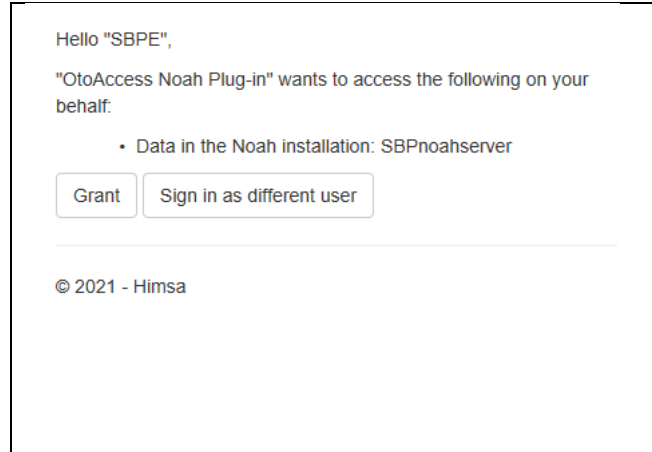 Hello "SBPE",
"OtoAccess Noah Plug-in" wants to access the following on your
behalf:
• Data in the Noah installation: SBPnoahserver
Grant
Sign in as different user
© 2021 - Himsa